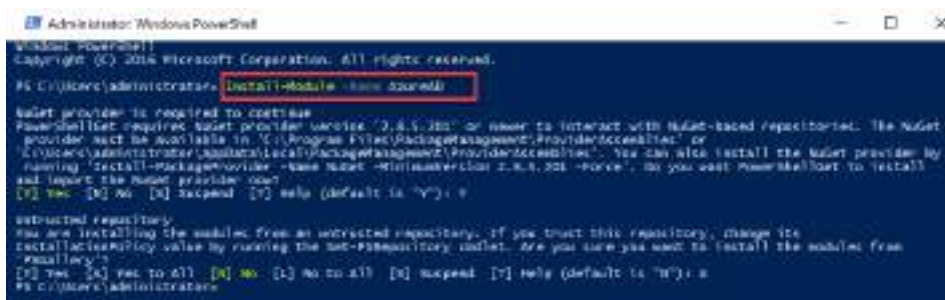 Administrator: Windows PowerShell
Windows PowerShell
Copyright (C) 2016 Microsoft Corporation. All rights reserved.
PS C:\Users\administrator> Install-Module -Name AzureAD
NuGet provider is required to continue
PowerShellGet requires NuGet provider version '2.8.5.201' or newer to interact with NuGet-based repositories. The NuGet
provider must be available in 'C:\Program Files\PackageManagement\ProviderAssemblies' or
'C:\Users\administrator\AppData\Local\PackageManagement\ProviderAssemblies'. You can also install the NuGet provider by
running 'Install-PackageProvider -Name NuGet -MinimumVersion 2.8.5.201 -Force'. Do you want PowerShellGet to install
and import the NuGet provider now?
[Y] Yes [N] No [S] Suspend [?] Help (default is "Y"): Y
Untrusted repository
You are installing the modules from an untrusted repository. If you trust this repository, change its
InstallationPolicy value by running the Set-PSRepository cmdlet. Are you sure you want to install the modules from
'PSGallery'?
[Y] Yes [A] Yes to All [N] No [L] No to All [S] Suspend [?] Help (default is "N"):
PS C:\Users\administrator>